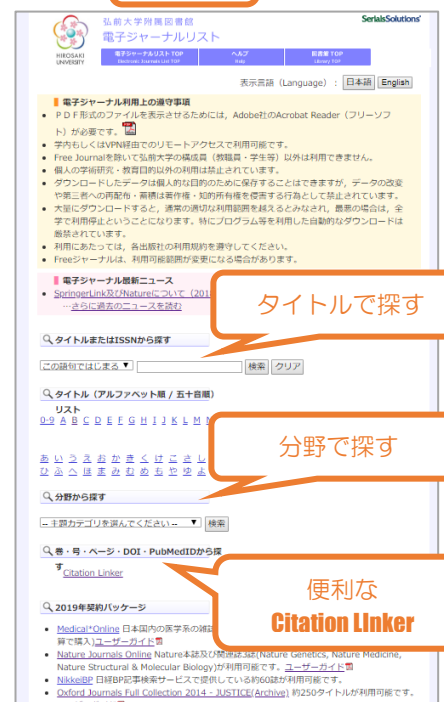 弘前大学附属図書館
SerialsSolutions
電子ジャーナルリスト
HIROSAKI
UNIVERSITY
電子ジャーナルリスト TOP ヘルプ 図書館 TOP
Electronic Journals List TOP Help Library TOP
表示言語 (Language) : 日本語 English
電子ジャーナル利用上の遵守事項
• PDF形式のファイルを表示させるためには、Adobe社のAcrobat Reader（フリーソフ
ト）が必要です。
• 学内もしくはVPN経由でのリモートアクセスで利用可能です。
• Free Journalを除いて弘前大学の構成員（教職員・学生等）以外は利用できません。
• 個人の学術研究・教育目的以外の利用は禁止されています。
• ダウンロードしたデータは個人的な目的のために保存することはできますが，データの改変
や第三者への再配布・蓄積は著作権・知的所有権を侵害する行為として禁止されています。
• 大量にダウンロードすると，通常の適切な利用範囲を越えるとみなされ，最悪の場合は，全
学で利用停止ということになります。特にプログラム等を利用した自動的なダウンロードは
厳禁されています。
• 利用にあたっては，各出版社の利用規約を遵守してください。
• Freeジャーナルは、利用可能範囲が変更になる場合があります。
電子ジャーナル最新ニュース
• SpringerLink及びNatureについて（201
…さらに過去のニュースを読む
タイトルで探す
タイトルまたはISSNから探す
この語句ではじまる ▼ 検索 クリア
タイトル（アルファベット順 / 五十音順）
リスト
0-9 A B C D E F G H I J K L M N
あ い う え お か き く け こ さ し
ひ ふ へ ほ ま み む め も や ゆ よ
分野で探す
分野から探す
-- 主題カテゴリを選んでください -- ▼ 検索
巻・号・ページ・DOI・PubMedIDから探
す
Citation Linker
便利な
Citation LInker
2019年契約パッケージ
• Medical*Online 日本国内の医学系の雑誌
算で購入)ユーザーガイド
• Nature Journals Online Nature本誌及び関連誌3誌(Nature Genetics, Nature Medicine,
Nature Structural & Molecular Biology)が利用可能です。ユーザーガイド
• NikkeiBP 日経BP記事検索サービスで提供している約60誌が利用可能です。
• Oxford Journals Full Collection 2014 - JUSTICE(Archive) 約250タイトルが利用可能です。